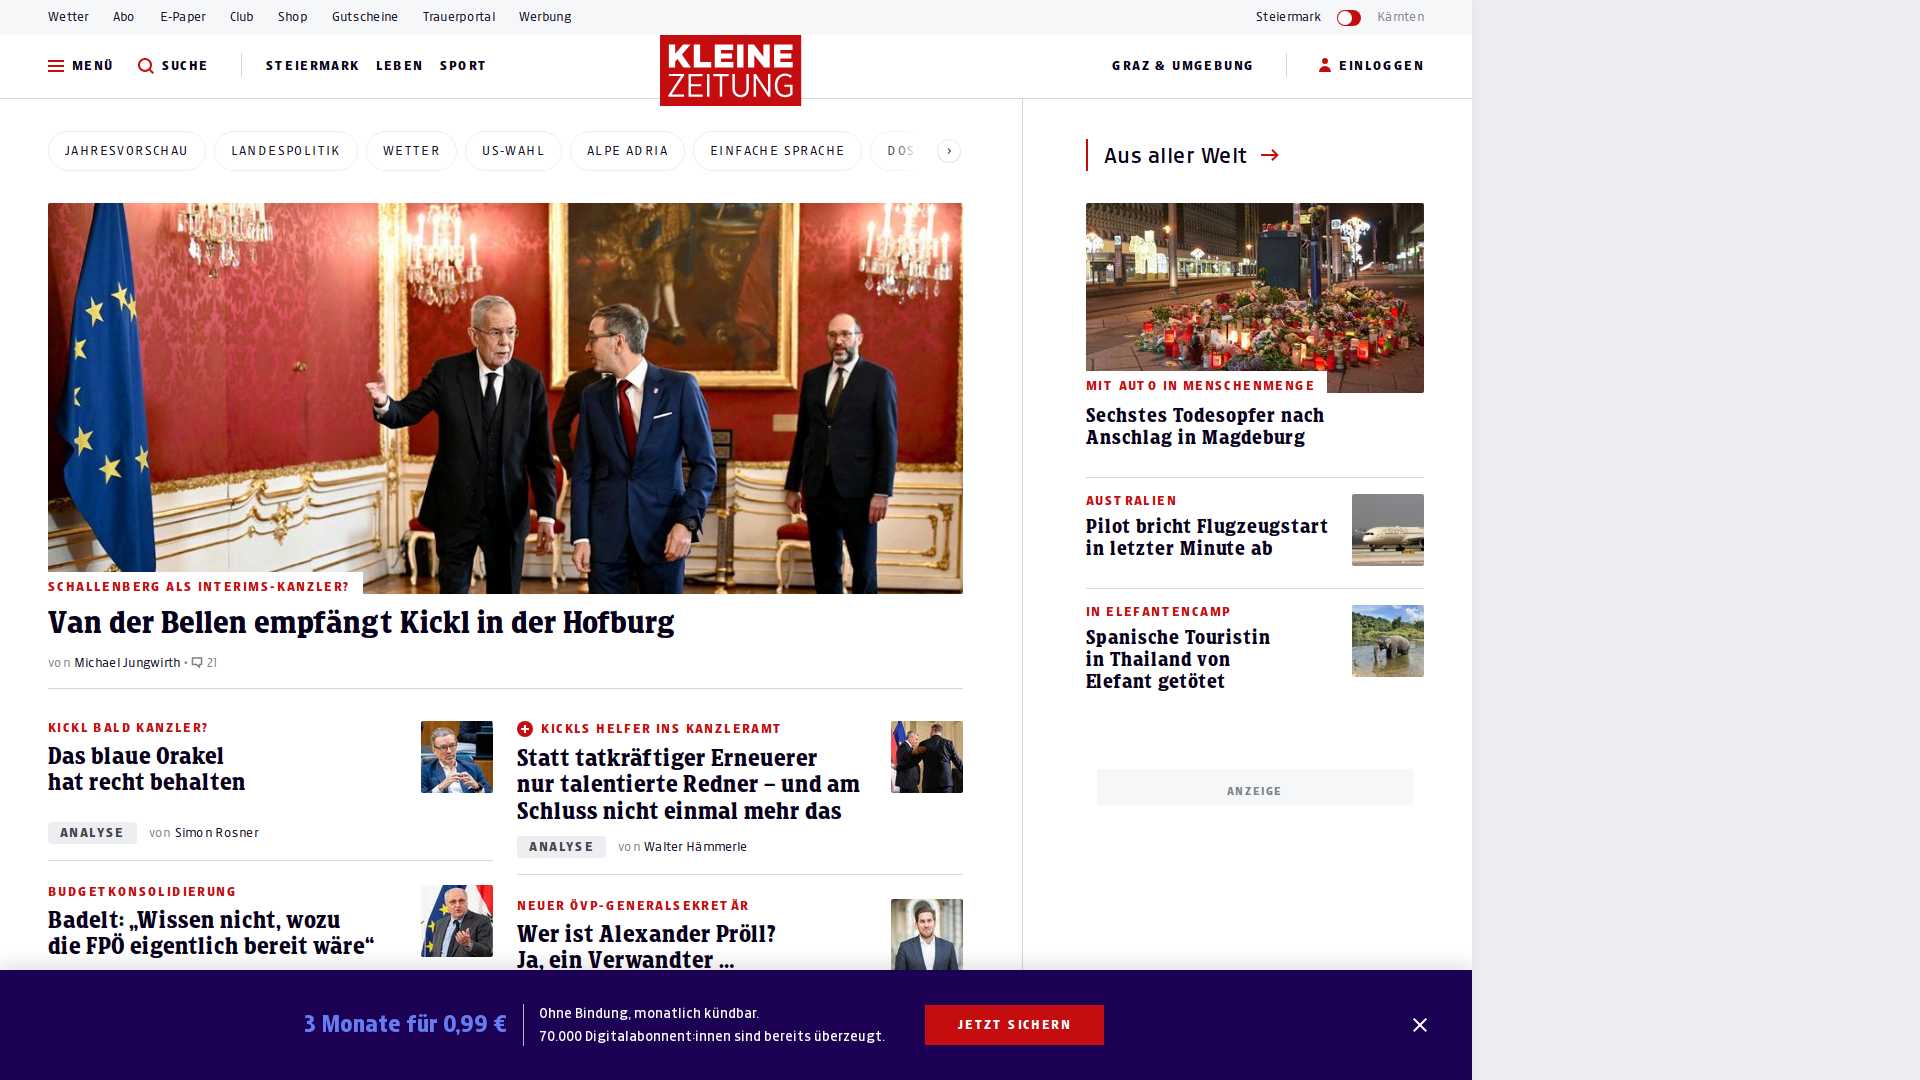 Wetter Abo E-Paper Club Shop Gutscheine Trauerportal Werbung Steiermark Kärnten
MENÜ SUCHE STEIERMARK LEBEN SPORT KLEINE ZEITUNG GRAZ & UMGEBUNG EINLOGGEN
JAHRESVORSCHAU LANDESPOLITIK WETTER US-WAHL ALPE ADRIA EINFACHE SPRACHE DOS
SCHALLENBERG ALS INTERIMS-KANZLER?
Van der Bellen empfängt Kickl in der Hofburg
von Michael Jungwirth • 21
KICKL BALD KANZLER?
Das blaue Orakel
hat recht behalten
ANALYSE von Simon Rosner
BUDGETKONSOLIDIERUNG
Badelt: „Wissen nicht, wozu
die FPÖ eigentlich bereit wäre“
KICKLS HELFER INS KANZLERAMT
Statt tatkräftiger Erneuerer
nur talentierte Redner – und am
Schluss nicht einmal mehr das
ANALYSE von Walter Hämmerle
NEUER ÖVP-GENERALSEKRETÄR
Wer ist Alexander Pröll?
Ja, ein Verwandter ...
Aus aller Welt
MIT AUTO IN MENSCHENMENGE
Sechstes Todesopfer nach
Anschlag in Magdeburg
AUSTRALIEN
Pilot bricht Flugzeugstart
in letzter Minute ab
IN ELEFANTENCAMP
Spanische Touristin
in Thailand von
Elefant getötet
ANZEIGE
3 Monate für 0,99 €
Ohne Bindung, monatlich kündbar.
70.000 Digitalabonnent:innen sind bereits überzeugt.
JETZT SICHERN